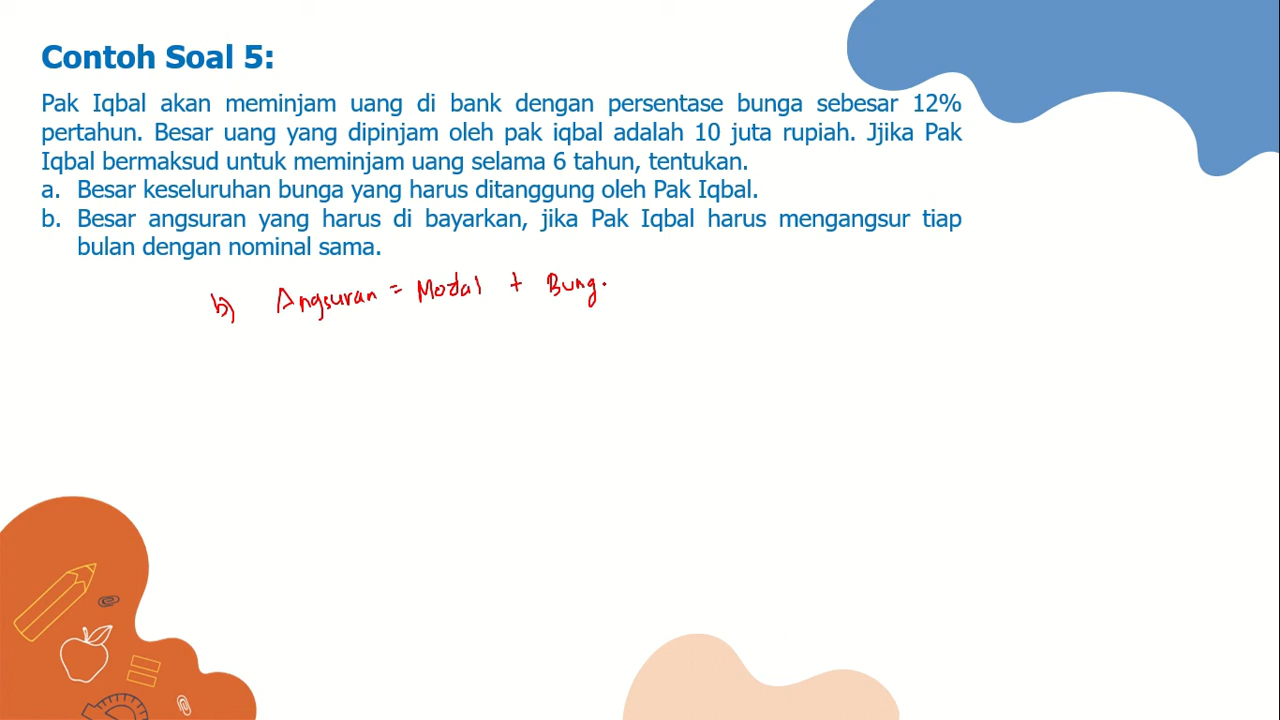 Contoh Soal 5:
Pak Iqbal akan meminjam uang di bank dengan persentase bunga sebesar 12%
pertahun. Besar uang yang dipinjam oleh pak iqbal adalah 10 juta rupiah. Jjika Pak
Iqbal bermaksud untuk meminjam uang selama 6 tahun, tentukan.
a. Besar keseluruhan bunga yang harus ditanggung oleh Pak Iqbal.
b. Besar angsuran yang harus di bayarkan, jika Pak Iqbal harus mengangsur tiap
bulan dengan nominal sama.
b) Angsuran = Modal + Bung